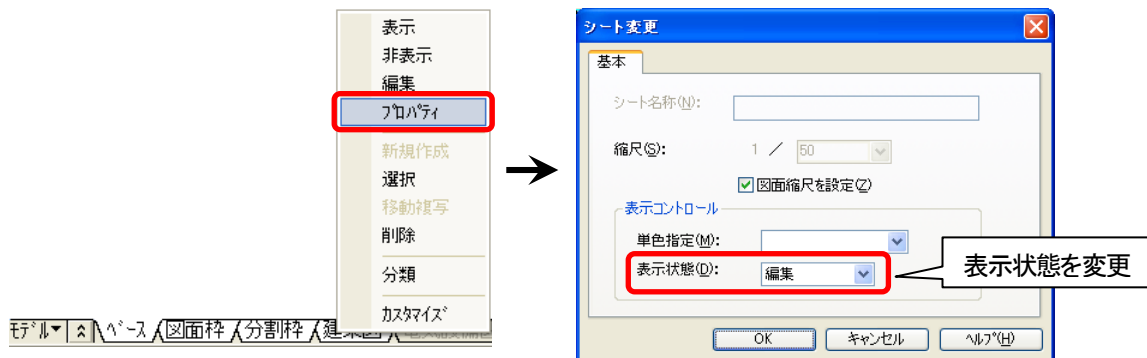 表示
非表示
編集
ﾌﾟﾛﾊﾟﾃｨ
新規作成
選択
移動複写
削除
分類
ｶｽﾀﾏｲｽﾞ
ﾓﾃﾞﾙ
ﾍﾞｰｽ
図面枠
分割枠
シート変更
基本
シート名称(N):
縮尺(S):
1 ／ 50
図面縮尺を設定(Z)
表示コントロール
単色指定(M):
表示状態(D):
編集
表示状態を変更
OK
キャンセル
ﾍﾙﾌﾟ(H)